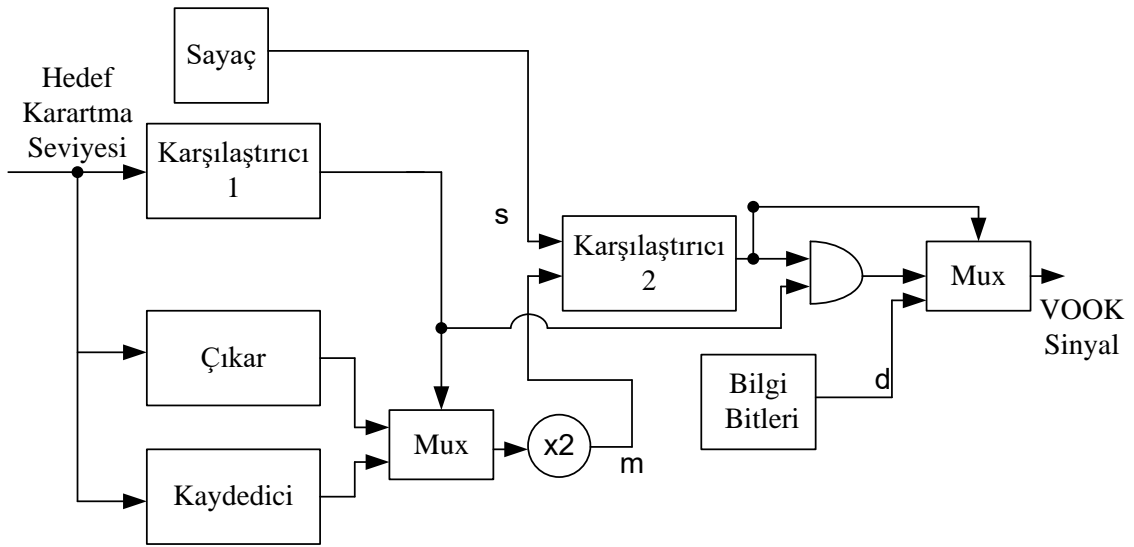 Sayaç
Hedef
Karartma
Seviyesi
Karşılaştırıcı
1
s
Karşılaştırıcı
2
Mux
VOOK
Sinyal
Çıkar
Bilgi
Bitleri
d
Mux
x2
m
Kaydedici